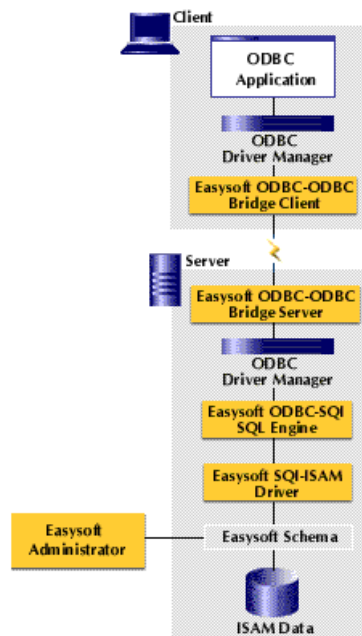 Client
ODBC
Application
ODBC
Driver Manager
Easysoft ODBC-ODBC
Bridge Client
Server
Easysoft ODBC-ODBC
Bridge Server
ODBC
Driver Manager
Easysoft ODBC-SQI
SQL Engine
Easysoft SQI-ISAM
Driver
Easysoft
Administrator
Easysoft Schema
ISAM Data